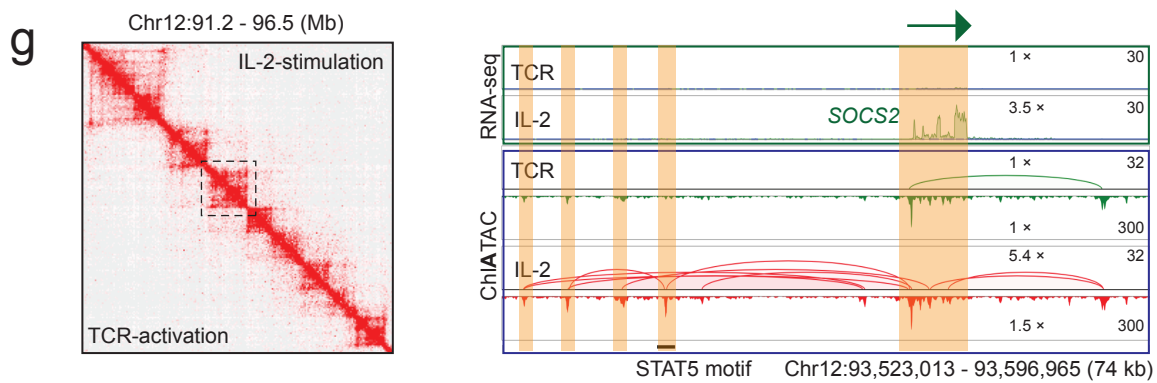 g
Chr12:91.2 - 96.5 (Mb)
IL-2-stimulation
TCR-activation
RNA-seq
TCR
1 ×
30
IL-2
SOCS2
3.5 ×
30
ChIATAC
TCR
1 ×
32
1 ×
300
IL-2
5.4 ×
32
1.5 ×
300
STAT5 motif
Chr12:93,523,013 - 93,596,965 (74 kb)